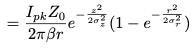 = \frac{I_{pk} Z_0}{2\pi\beta r} e^{-\frac{z^2}{2\sigma_z^2}} (1 - e^{-\frac{r^2}{2\sigma_r^2}})